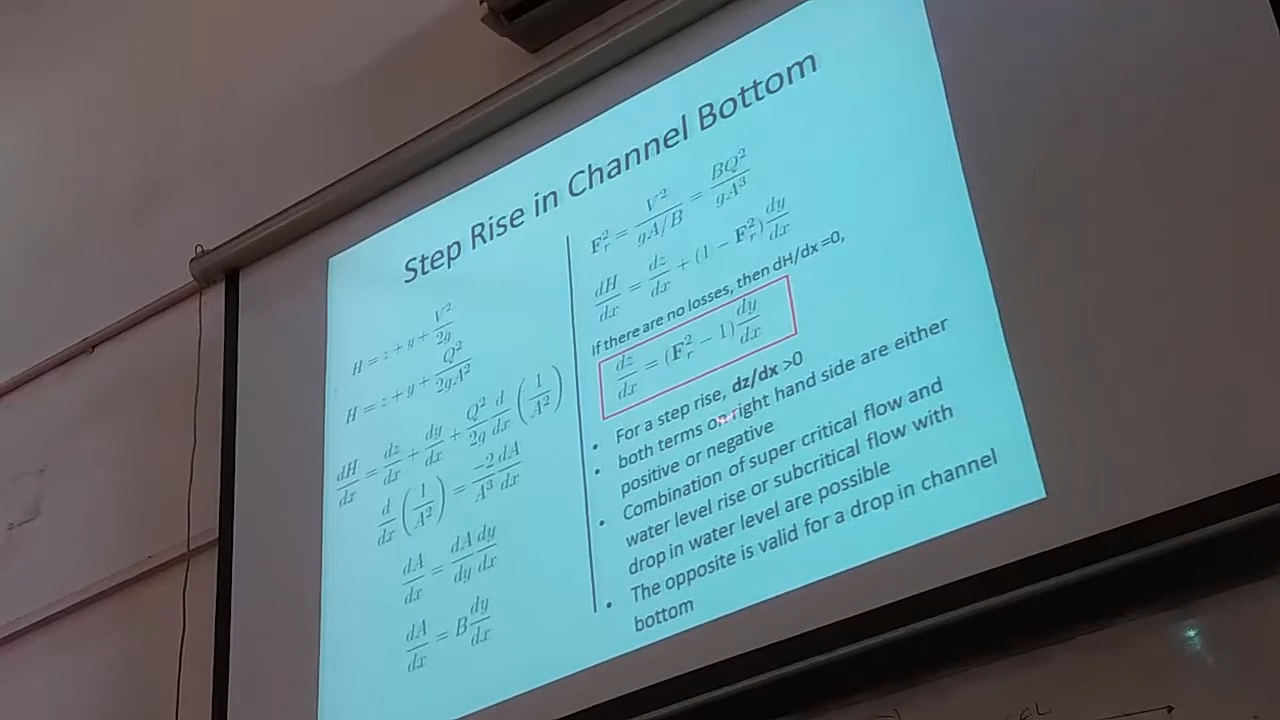 Step Rise in Channel Bottom
H = z + y + V²/2g
H = z + y + Q²/2gA²
dH/dx = dz/dx + dy/dx + Q²/2g d/dx (1/A²)
d/dx (1/A²) = -2/A³ dA/dx
dA/dx = dA/dy dy/dx
dA/dx = B dy/dx
F_r² = V²/(gA/B) = BQ²/gA³
dH/dx = dz/dx + (1 − F_r²) dy/dx
If there are no losses, then dH/dx =0,
dz/dx = (F_r² − 1) dy/dx
• For a step rise, dz/dx >0
• both terms on right hand side are either
positive or negative
• Combination of super critical flow and
water level rise or subcritical flow with
drop in water level are possible
• The opposite is valid for a drop in channel
bottom